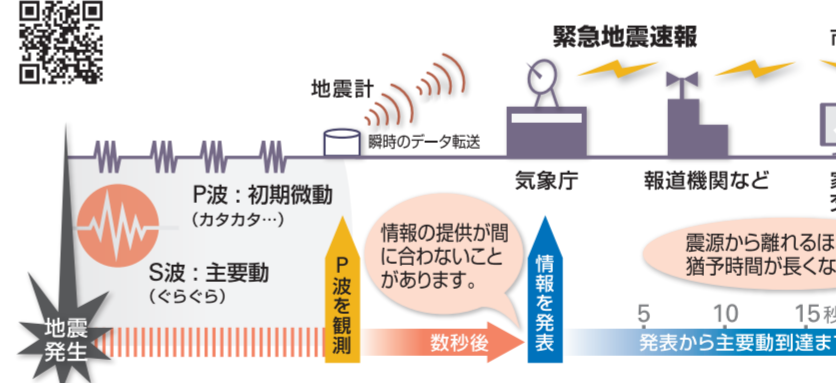 緊急地震速報
地震計
瞬時のデータ転送
気象庁
報道機関など
P波：初期微動
（カタカタ…）
S波：主要動
（ぐらぐら）
情報の提供が間
に合わないこと
があります。
震源から離れるほ
猶予時間が長くな
P波を観測
情報を発表
地震
発生
数秒後
5 10 15秒
発表から主要動到達ま